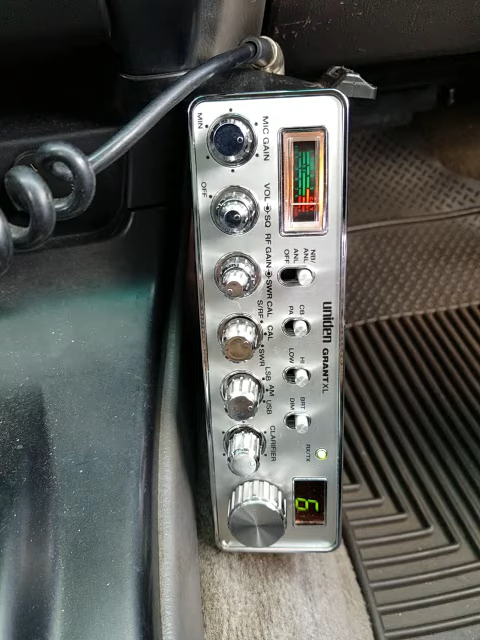 MIC GAIN
MIN
VOL SQ
OFF
RF GAIN SWR CAL
S/RF CAL SWR
LSB AM USB
CLARIFIER
NB/
ANL
ANL
OFF
CB
PA
HI
LOW
BRT
DIM
RX/TX
uniden GRANT XL
6